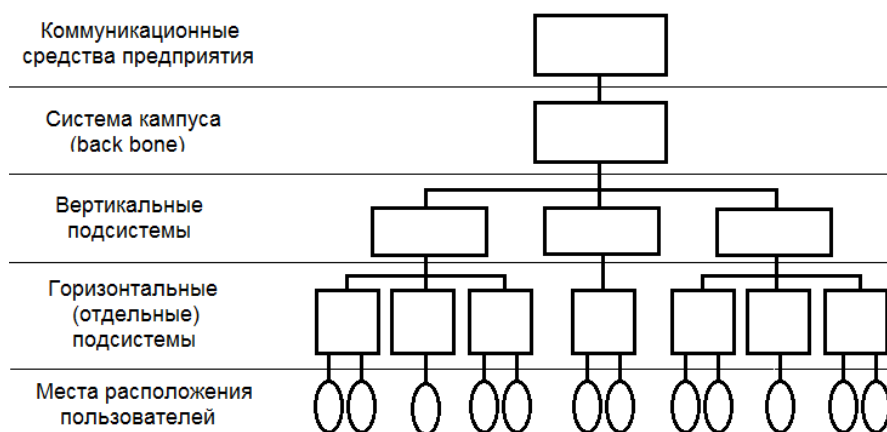 Коммуникационные
средства предприятия
Система кампуса
(back bone)
Вертикальные
подсистемы
Горизонтальные
(отдельные)
подсистемы
Места расположения
пользователей